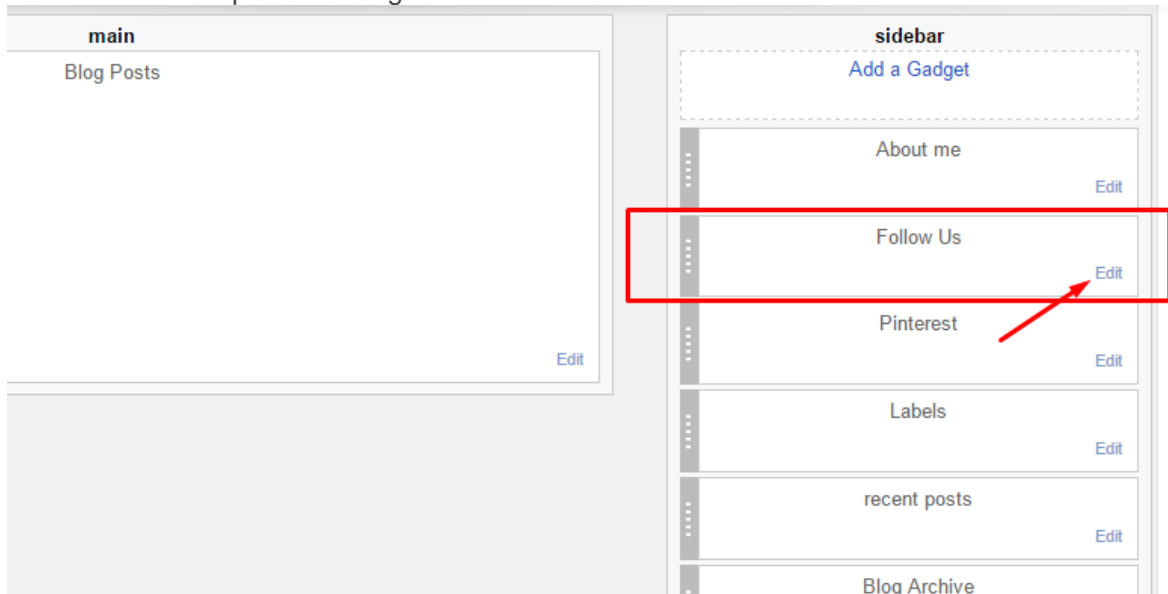 main
Blog Posts
Edit
sidebar
Add a Gadget
About me
Edit
Follow Us
Edit
Pinterest
Edit
Labels
Edit
recent posts
Edit
Blog Archive